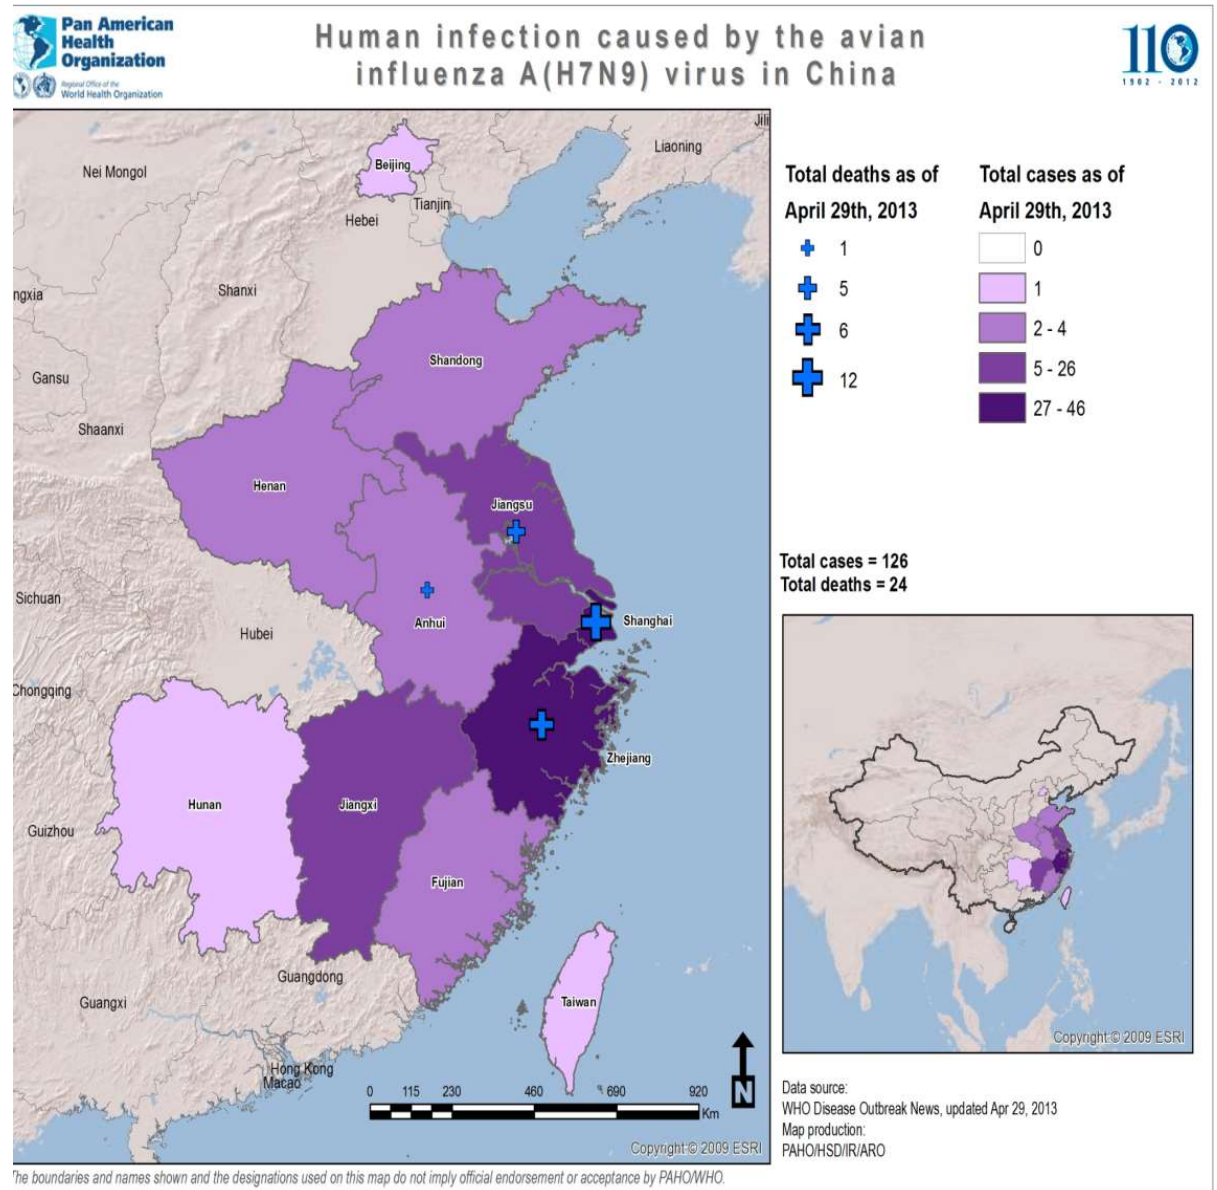 Pan American
Health
Organization
Regional Office of the
World Health Organization
Human infection caused by the avian
influenza A(H7N9) virus in China
110
1902 - 2012
Jili
Liaoning
Nei Mongol
Beijing
Tianjin
Hebei
Shanxi
ngxia
Shandong
Gansu
Shaanxi
Henan
Jiangsu
Sichuan
Anhui
Shanghai
Hubei
Chongqing
Zhejiang
Hunan
Jiangxi
Guizhou
Fujian
Guangdong
Guangxi
Taiwan
Hong Kong
Macao
0 115 230 460 690 920
Km
N
Copyright:© 2009 ESRI
Total deaths as of
April 29th, 2013
1
5
6
12
Total cases as of
April 29th, 2013
0
1
2 - 4
5 - 26
27 - 46
Total cases = 126
Total deaths = 24
Copyright:© 2009 ESRI
Data source:
WHO Disease Outbreak News, updated Apr 29, 2013
Map production:
PAHO/HSD/IR/ARO
The boundaries and names shown and the designations used on this map do not imply official endorsement or acceptance by PAHO/WHO.